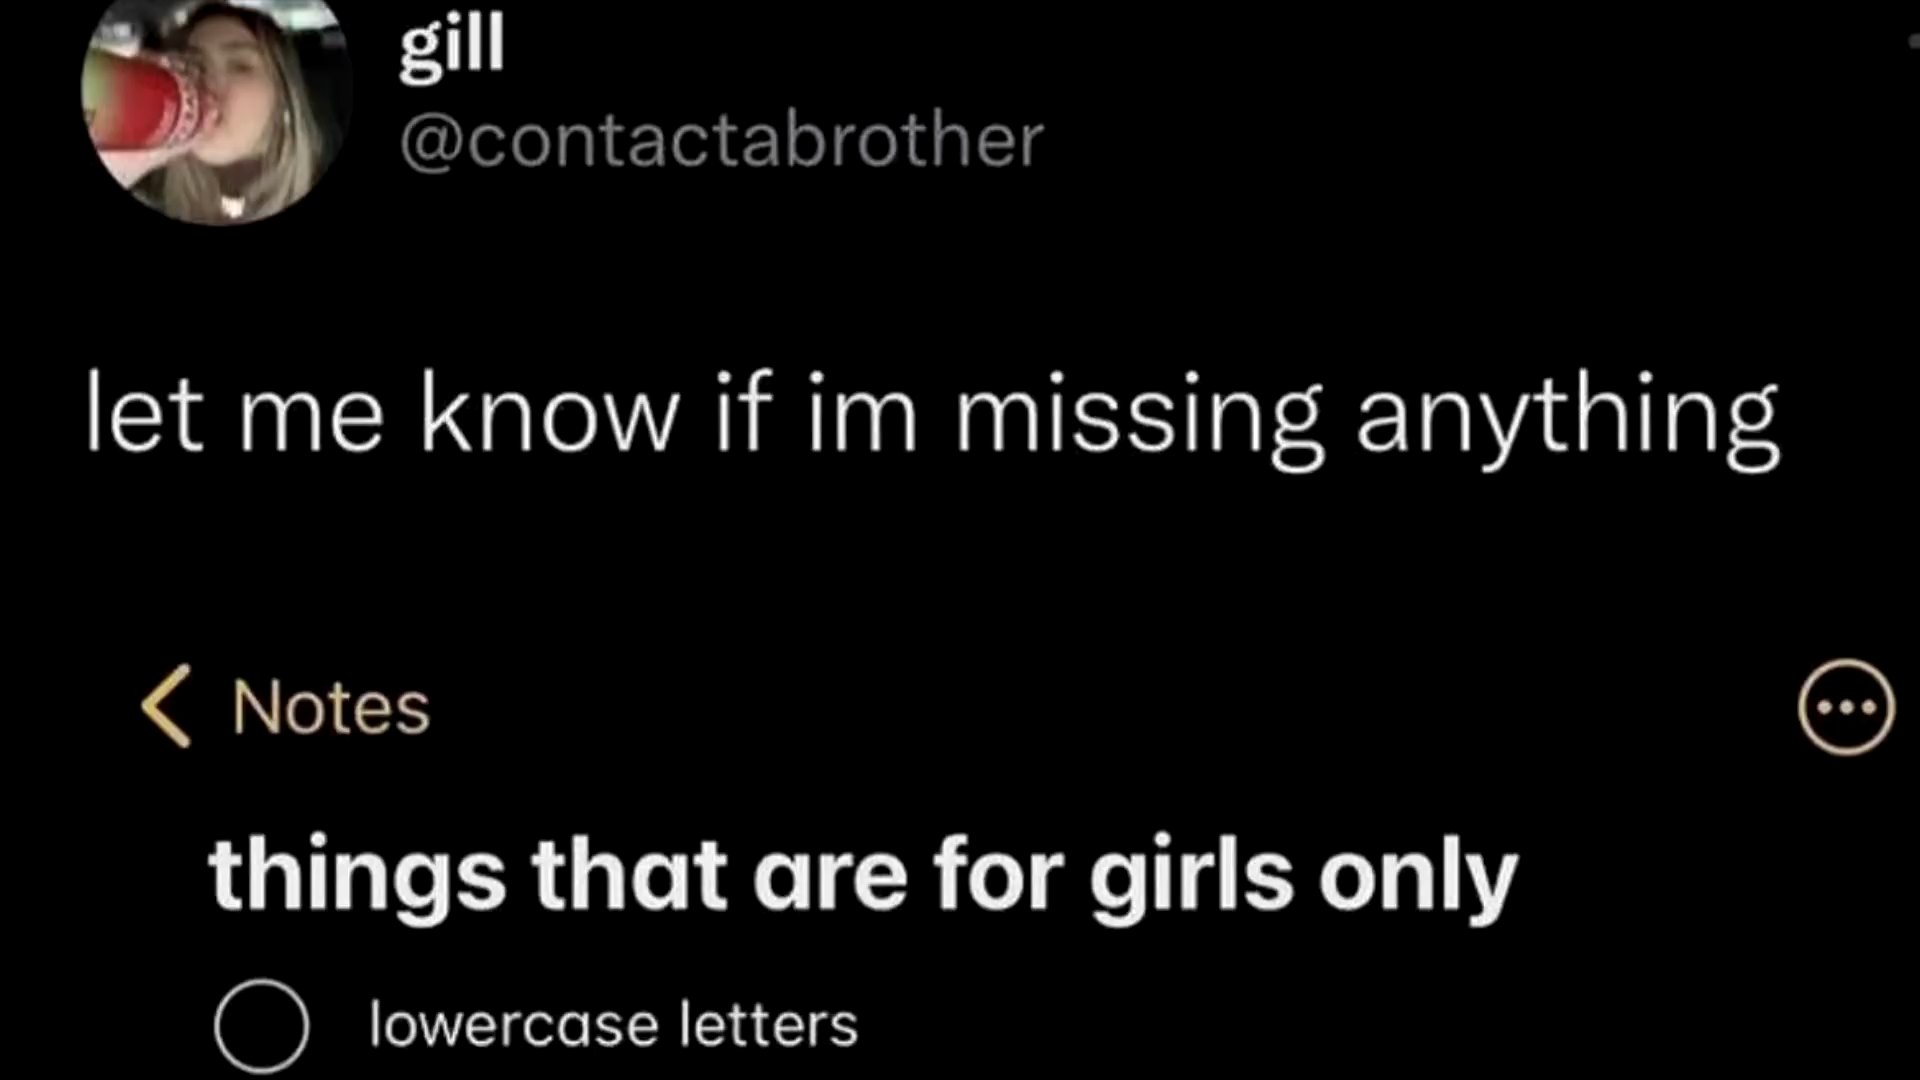 gill
@contactabrother
let me know if im missing anything
Notes
things that are for girls only
lowercase letters